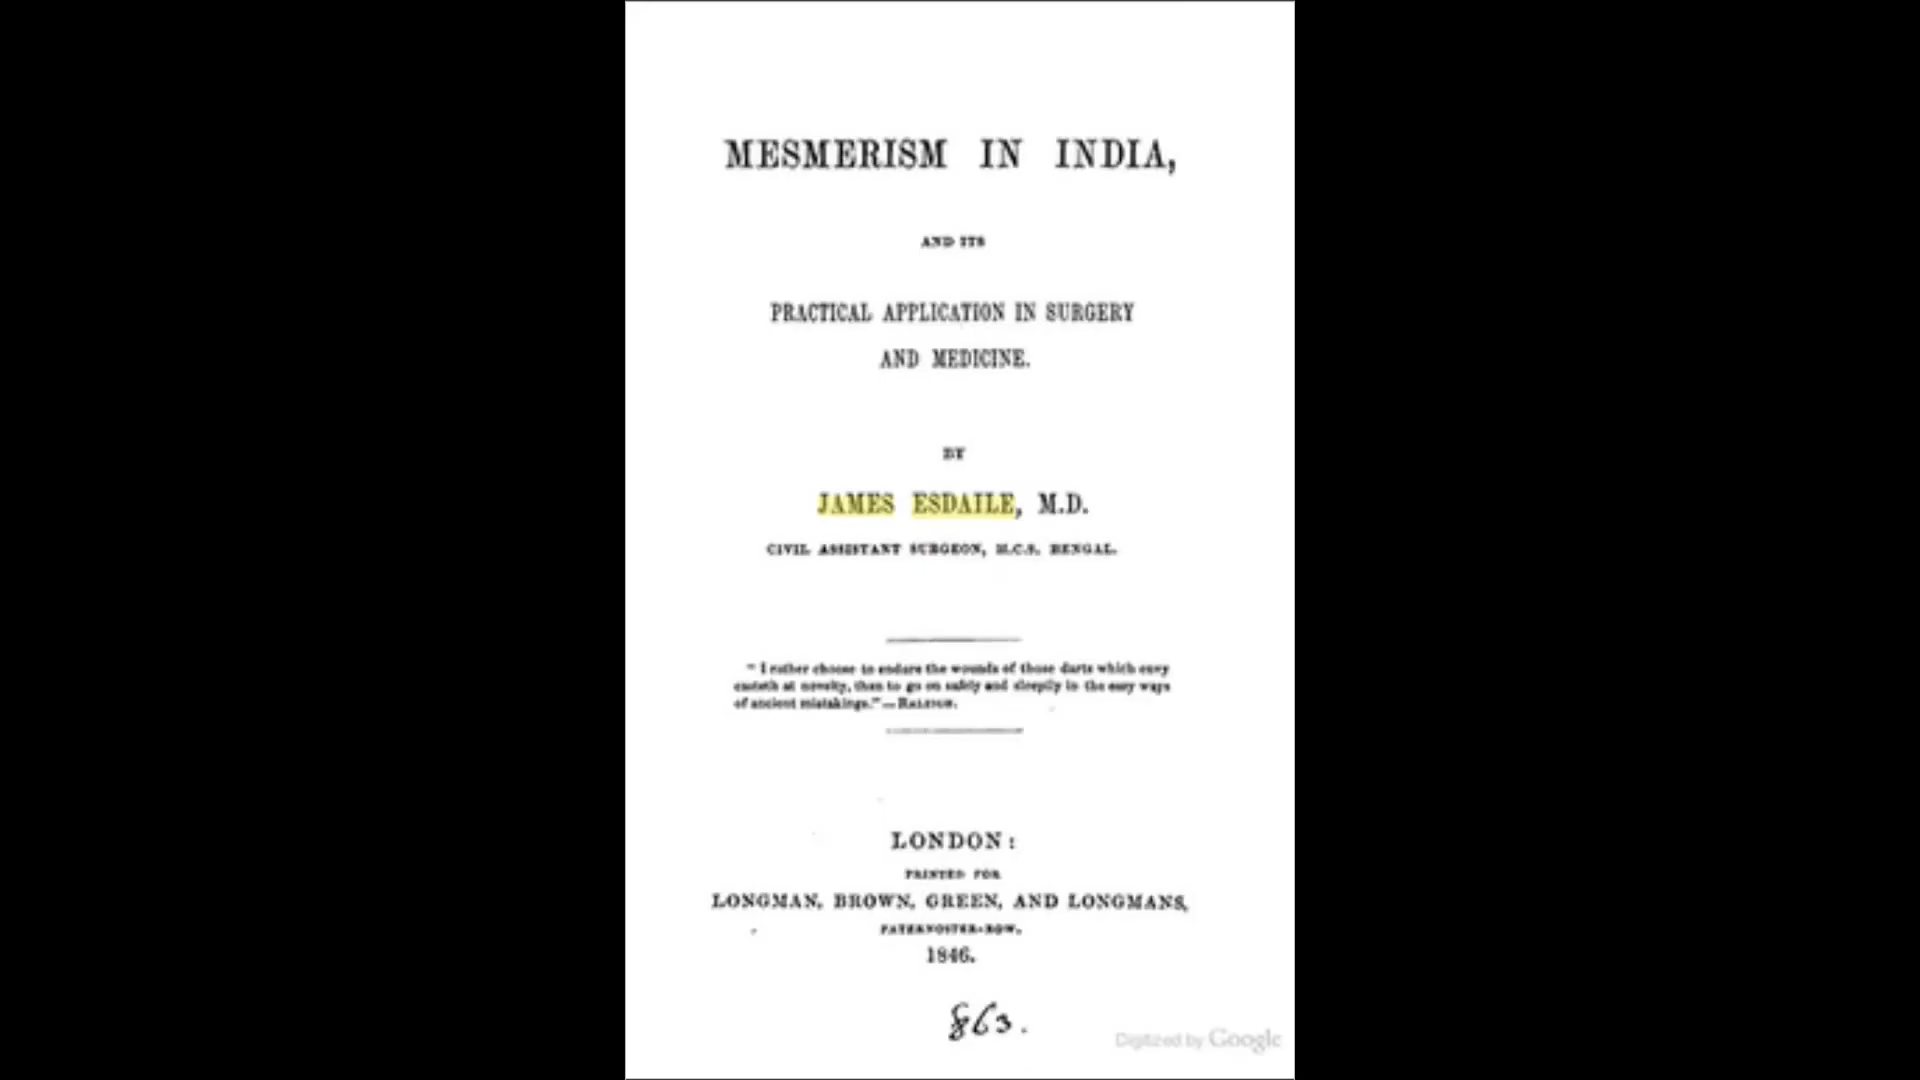 MESMERISM IN INDIA,
AND ITS
PRACTICAL APPLICATION IN SURGERY
AND MEDICINE.
BY
JAMES ESDAILE, M.D.
CIVIL ASSISTANT SURGEON, H.C.S. BENGAL.
"I rather choose to endure the wounds of those darts which envy
casteth at novelty, than to go on safely and sleepily in the easy ways
of ancient mistakings."—RALEIGH.
LONDON:
PRINTED FOR
LONGMAN, BROWN, GREEN, AND LONGMANS,
PATERNOSTER-ROW.
1846.
863.
Digitized by Google